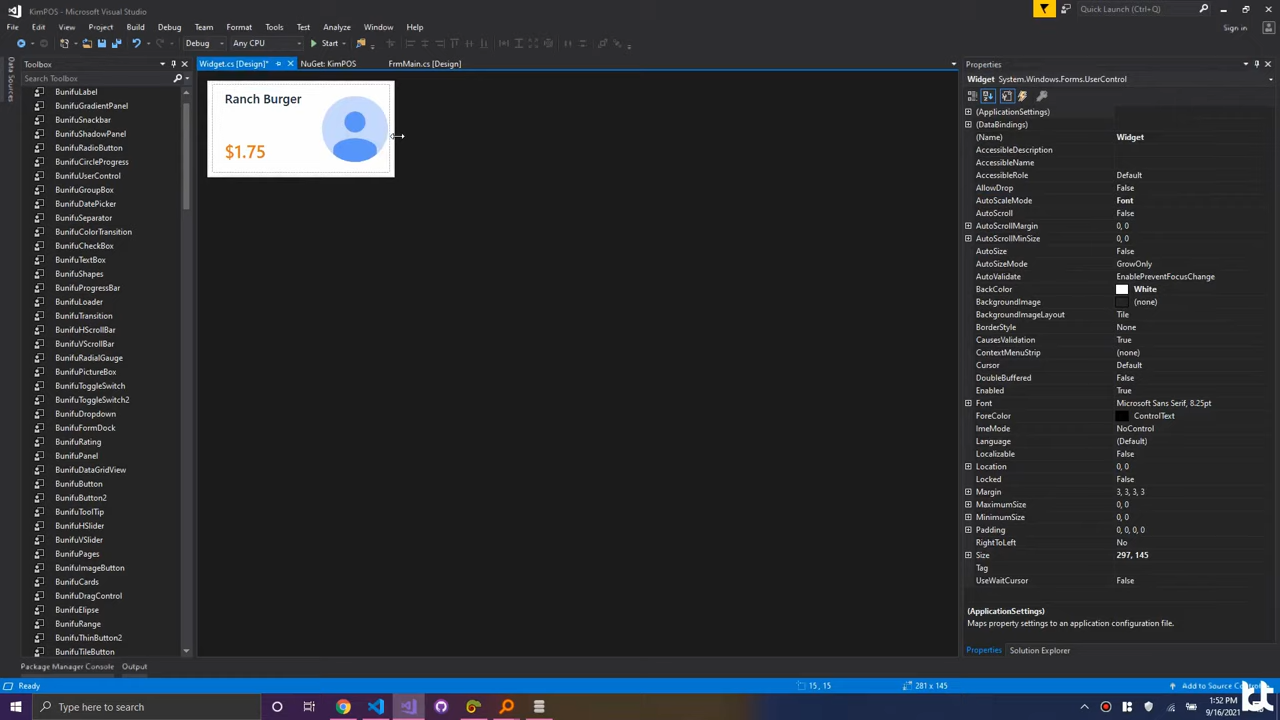 KimPOS - Microsoft Visual Studio
Quick Launch (Ctrl+Q)
File Edit View Project Build Debug Team Format Tools Test Analyze Window Help
Sign in
Debug Any CPU Start
Data Sources
Toolbox
Search Toolbox
BunifuLabel
BunifuGradientPanel
BunifuSnackbar
BunifuShadowPanel
BunifuRadioButton
BunifuCircleProgress
BunifuUserControl
BunifuGroupBox
BunifuDatePicker
BunifuSeparator
BunifuColorTransition
BunifuCheckBox
BunifuTextBox
BunifuShapes
BunifuProgressBar
BunifuLoader
BunifuTransition
BunifuHScrollBar
BunifuVScrollBar
BunifuRadialGauge
BunifuPictureBox
BunifuToggleSwitch
BunifuToggleSwitch2
BunifuDropdown
BunifuFormDock
BunifuRating
BunifuPanel
BunifuDataGridView
BunifuButton
BunifuButton2
BunifuToolTip
BunifuHSlider
BunifuVSlider
BunifuPages
BunifuImageButton
BunifuCards
BunifuDragControl
BunifuElipse
BunifuRange
BunifuThinButton2
BunifuTileButton
Package Manager Console Output
Widget.cs [Design]* NuGet: KimPOS FrmMain.cs [Design]
Ranch Burger
$1.75
Properties
Widget System.Windows.Forms.UserControl
(ApplicationSettings)
(DataBindings)
(Name) Widget
AccessibleDescription
AccessibleName
AccessibleRole Default
AllowDrop False
AutoScaleMode Font
AutoScroll False
AutoScrollMargin 0, 0
AutoScrollMinSize 0, 0
AutoSize False
AutoSizeMode GrowOnly
AutoValidate EnablePreventFocusChange
BackColor White
BackgroundImage (none)
BackgroundImageLayout Tile
BorderStyle None
CausesValidation True
ContextMenuStrip (none)
Cursor Default
DoubleBuffered False
Enabled True
Font Microsoft Sans Serif, 8.25pt
ForeColor ControlText
ImeMode NoControl
Language (Default)
Localizable False
Location 0, 0
Locked False
Margin 3, 3, 3, 3
MaximumSize 0, 0
MinimumSize 0, 0
Padding 0, 0, 0, 0
RightToLeft No
Size 297, 145
Tag
UseWaitCursor False
(ApplicationSettings)
Maps property settings to an application configuration file.
Properties Solution Explorer
Ready 15 , 15 281 x 145 Add to Source
Type here to search
1:52 PM
9/16/2021
ut